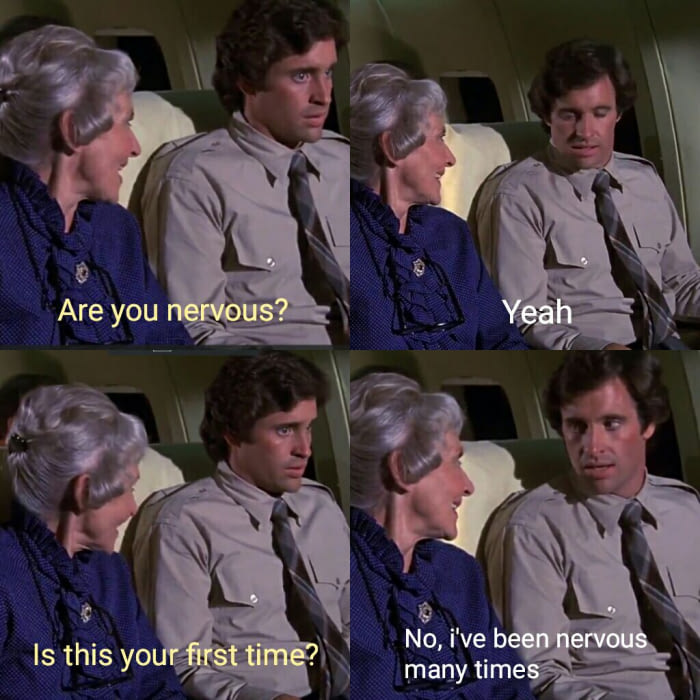 Are you nervous?
Yeah
Is this your first time?
No, i've been nervous
many times